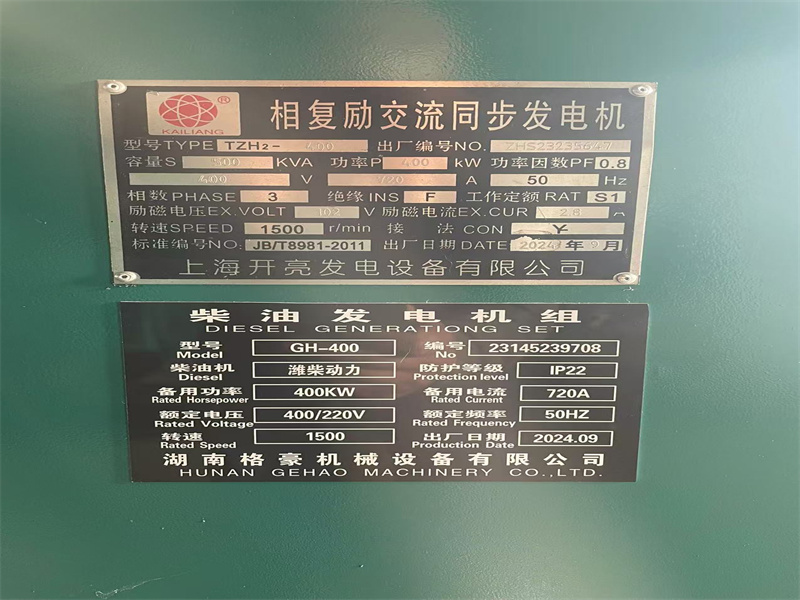 KAILIANG ®
相复励交流同步发电机
型号TYPE TZH2- 400 出厂编号NO.
容量S 500 KVA 功率P 400 kW 功率因数PF 0.8
400 V 720 A 50 Hz
相数PHASE 3 绝缘INS F 工作定额RAT S1
励磁电压EX.VOLT V 励磁电流EX.CUR A
转速SPEED 1500 r/min 接 法CON Y
标准编号NO. JB/T8981-2011 出厂日期DATE 2024 年 9 月
上海开亮发电设备有限公司
柴油发电机组
DIESEL GENERATIONG SET
型号 GH-400 编号 23145239708
Model No
柴油机 潍柴动力 防护等级 IP22
Diesel Protection level
备用功率 400KW 备用电流 720A
Rated Horsepower Rated Current
额定电压 400/220V 额定频率 50HZ
Rated Voltage Rated Frequency
转速 1500 出厂日期 2024.09
Rated Speed Production Date
湖南格豪机械设备有限公司
HUNAN GEHAO MACHINERY CO.,LTD.